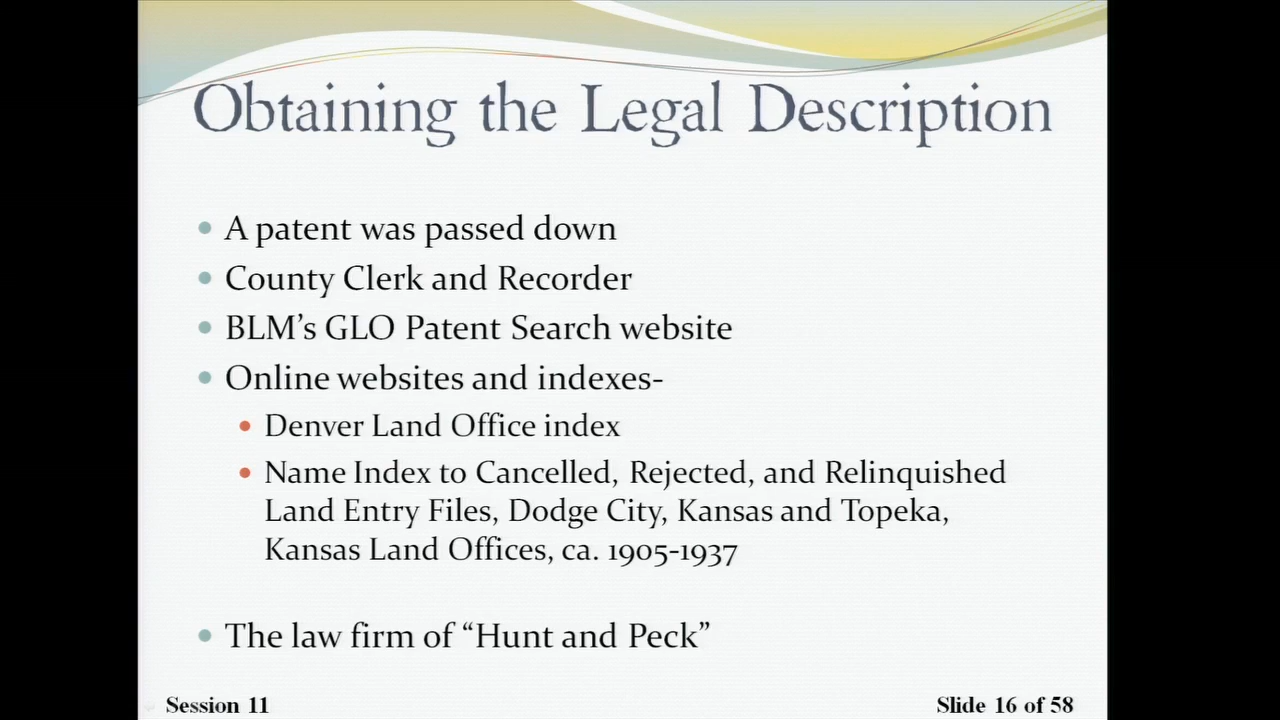 Obtaining the Legal Description
• A patent was passed down
• County Clerk and Recorder
• BLM’s GLO Patent Search website
• Online websites and indexes-
• Denver Land Office index
• Name Index to Cancelled, Rejected, and Relinquished
Land Entry Files, Dodge City, Kansas and Topeka,
Kansas Land Offices, ca. 1905-1937
• The law firm of “Hunt and Peck”
Session 11
Slide 16 of 58